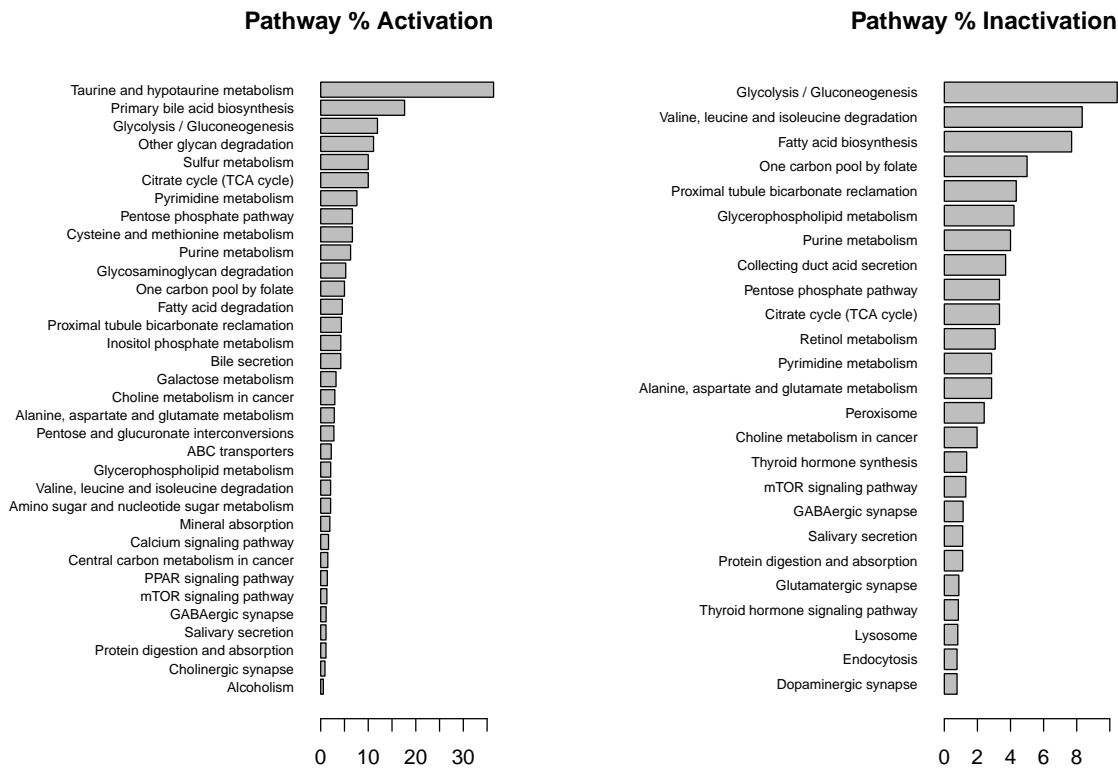 Pathway % Activation
Taurine and hypotaurine metabolism
Primary bile acid biosynthesis
Glycolysis / Gluconeogenesis
Other glycan degradation
Sulfur metabolism
Citrate cycle (TCA cycle)
Pyrimidine metabolism
Pentose phosphate pathway
Cysteine and methionine metabolism
Purine metabolism
Glycosaminoglycan degradation
One carbon pool by folate
Fatty acid degradation
Proximal tubule bicarbonate reclamation
Inositol phosphate metabolism
Bile secretion
Galactose metabolism
Choline metabolism in cancer
Alanine, aspartate and glutamate metabolism
Pentose and glucuronate interconversions
ABC transporters
Glycerophospholipid metabolism
Valine, leucine and isoleucine degradation
Amino sugar and nucleotide sugar metabolism
Mineral absorption
Calcium signaling pathway
Central carbon metabolism in cancer
PPAR signaling pathway
mTOR signaling pathway
GABAergic synapse
Salivary secretion
Protein digestion and absorption
Cholinergic synapse
Alcoholism
0 10 20 30
Pathway % Inactivation
Glycolysis / Gluconeogenesis
Valine, leucine and isoleucine degradation
Fatty acid biosynthesis
One carbon pool by folate
Proximal tubule bicarbonate reclamation
Glycerophospholipid metabolism
Purine metabolism
Collecting duct acid secretion
Pentose phosphate pathway
Citrate cycle (TCA cycle)
Retinol metabolism
Pyrimidine metabolism
Alanine, aspartate and glutamate metabolism
Peroxisome
Choline metabolism in cancer
Thyroid hormone synthesis
mTOR signaling pathway
GABAergic synapse
Salivary secretion
Protein digestion and absorption
Glutamatergic synapse
Thyroid hormone signaling pathway
Lysosome
Endocytosis
Dopaminergic synapse
0 2 4 6 8